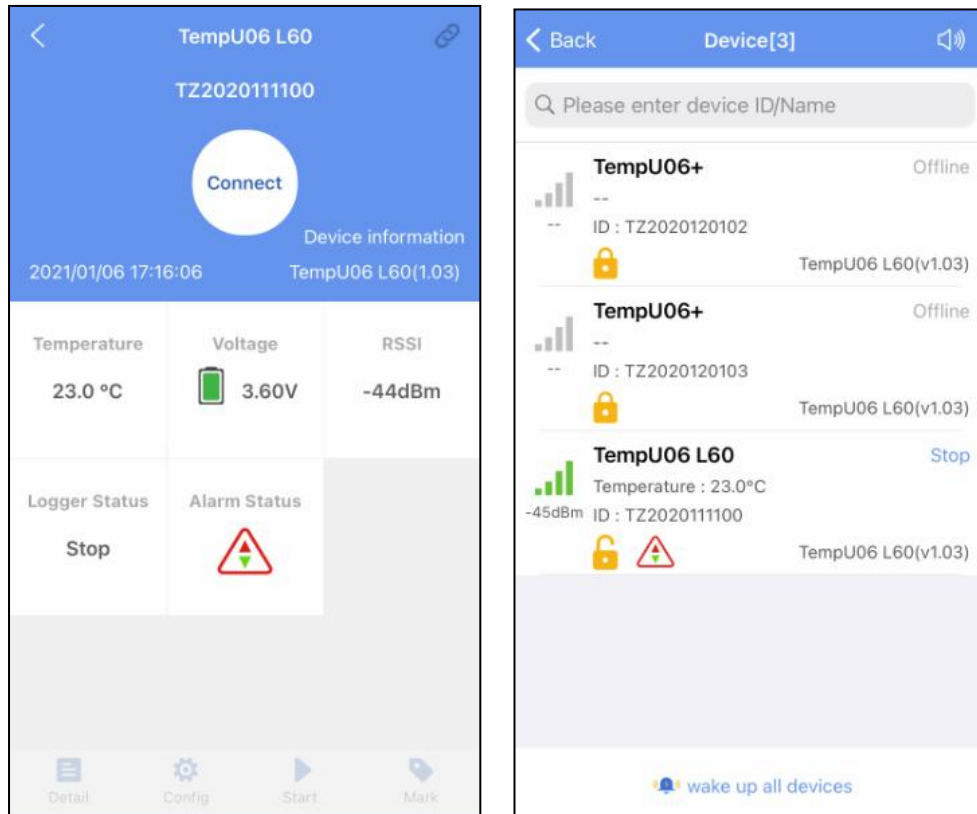 TempU06 L60
TZ2020111100
Connect
Device information
2021/01/06 17:16:06 TempU06 L60(1.03)
Temperature Voltage RSSI
23.0 °C 3.60V -44dBm
Logger Status Alarm Status
Stop
Detail Config Start Mark
Back Device[3]
Please enter device ID/Name
TempU06+ Offline
--
-- ID : TZ2020120102
TempU06 L60(v1.03)
TempU06+ Offline
--
-- ID : TZ2020120103
TempU06 L60(v1.03)
TempU06 L60 Stop
Temperature : 23.0°C
-45dBm ID : TZ2020111100
TempU06 L60(v1.03)
wake up all devices